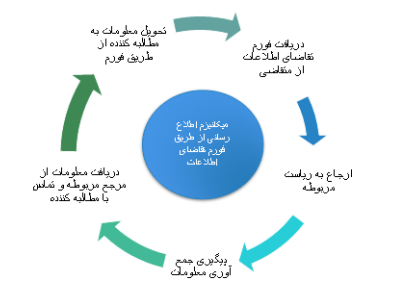 میکانیزم اطلاع
رسانی از طریق
فورم تقاضای
اطلاعات
دریافت فورم
تقاضای اطلاعات
از متقاضی
ارجاع به ریاست
مربوطه
پیگیری جمع
آوری معلومات
دریافت معلومات از
مرجع مربوطه و تماس
با مطالبه کننده
تحویل معلومات به
مطالبه کننده از
طریق فورم